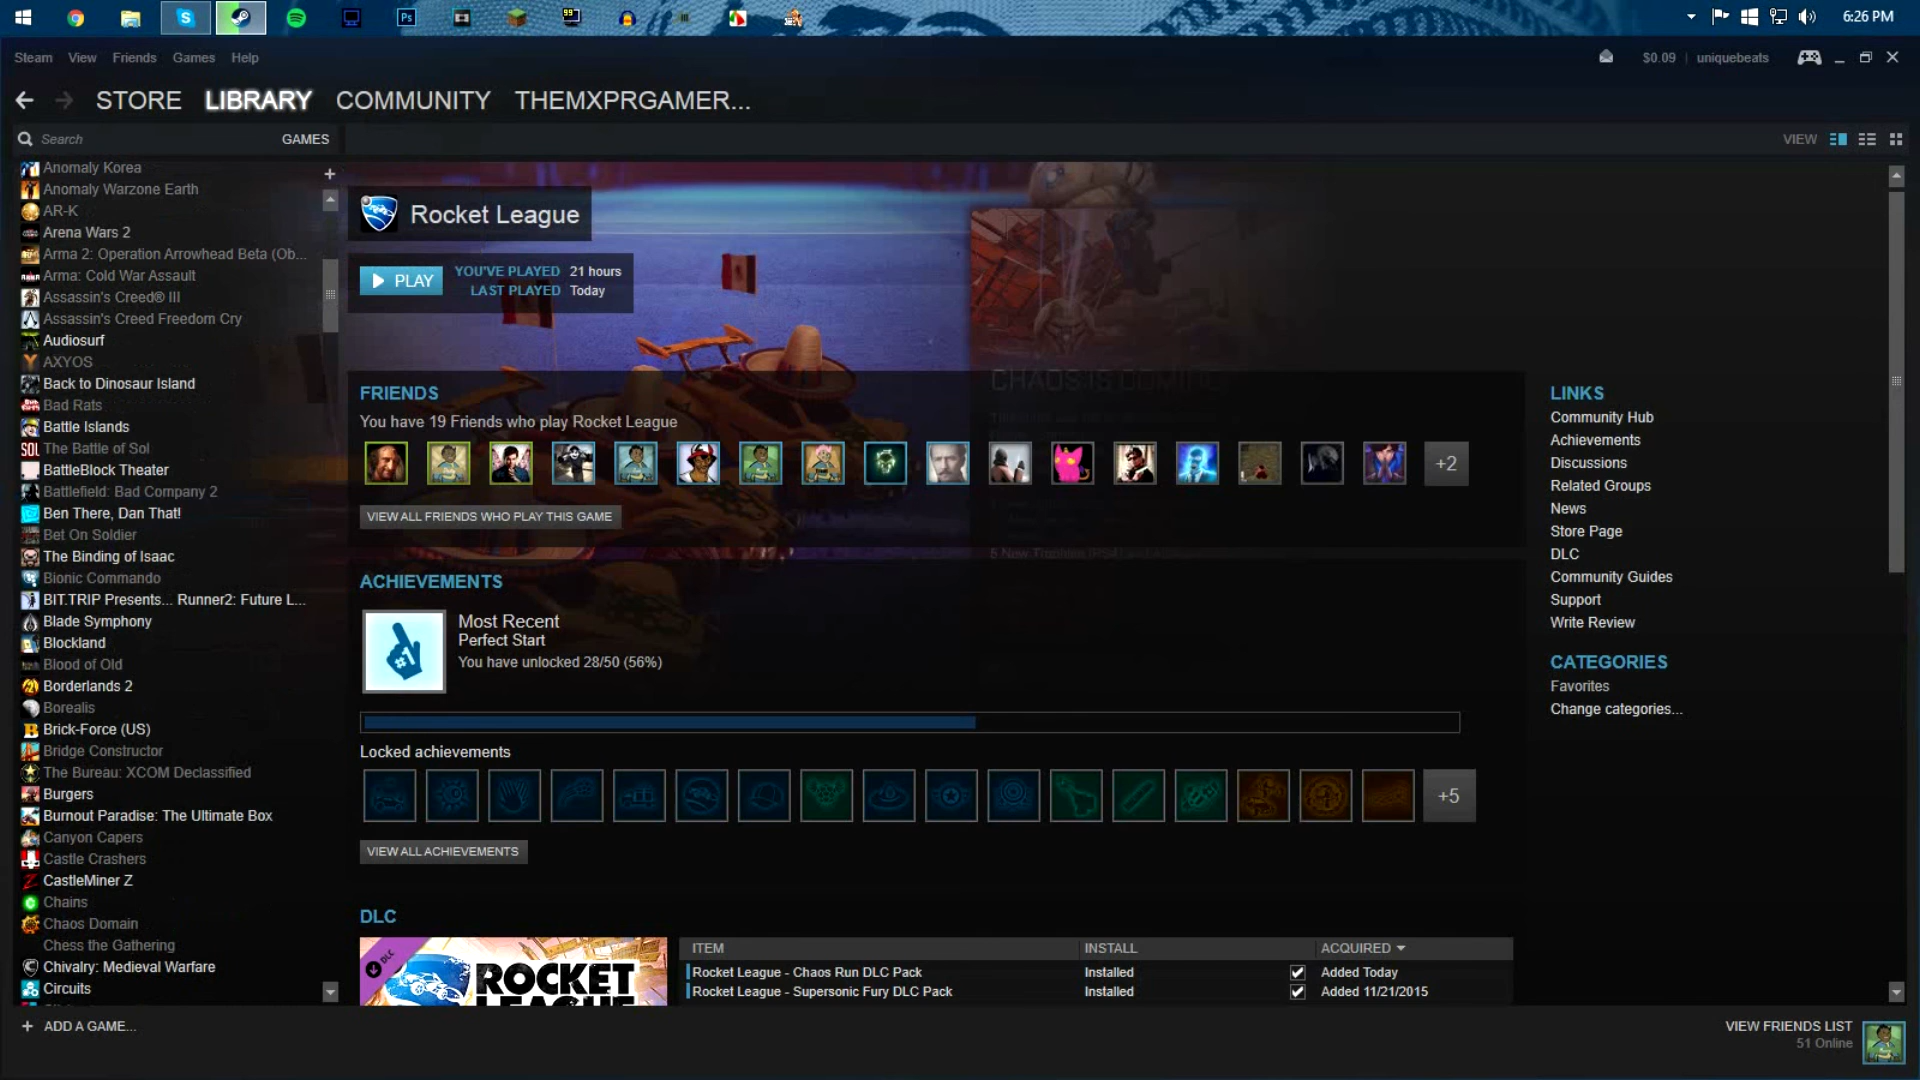 6:26 PM
Steam View Friends Games Help
$0.09 | uniquebeats
STORE LIBRARY COMMUNITY THEMXPRGAMER...
Search GAMES
VIEW
Anomaly Korea
Anomaly Warzone Earth
AR-K
Arena Wars 2
Arma 2: Operation Arrowhead Beta (Ob...
Arma: Cold War Assault
Assassin's Creed® III
Assassin's Creed Freedom Cry
Audiosurf
AXYOS
Back to Dinosaur Island
Bad Rats
Battle Islands
The Battle of Sol
BattleBlock Theater
Battlefield: Bad Company 2
Ben There, Dan That!
Bet On Soldier
The Binding of Isaac
Bionic Commando
BIT.TRIP Presents... Runner2: Future L...
Blade Symphony
Blockland
Blood of Old
Borderlands 2
Borealis
Brick-Force (US)
Bridge Constructor
The Bureau: XCOM Declassified
Burgers
Burnout Paradise: The Ultimate Box
Canyon Capers
Castle Crashers
CastleMiner Z
Chains
Chaos Domain
Chess the Gathering
Chivalry: Medieval Warfare
Circuits
+ ADD A GAME...
Rocket League
PLAY
YOU'VE PLAYED 21 hours
LAST PLAYED Today
CHAOS IS COMING
FRIENDS
You have 19 Friends who play Rocket League
+2
VIEW ALL FRIENDS WHO PLAY THIS GAME
ACHIEVEMENTS
#1
Most Recent
Perfect Start
You have unlocked 28/50 (56%)
Locked achievements
+5
VIEW ALL ACHIEVEMENTS
DLC
DLC
ROCKET
LEAGUE
ITEM INSTALL ACQUIRED
Rocket League - Chaos Run DLC Pack Installed Added Today
Rocket League - Supersonic Fury DLC Pack Installed Added 11/21/2015
LINKS
Community Hub
Achievements
Discussions
Related Groups
News
Store Page
DLC
Community Guides
Support
Write Review
CATEGORIES
Favorites
Change categories...
VIEW FRIENDS LIST
51 Online